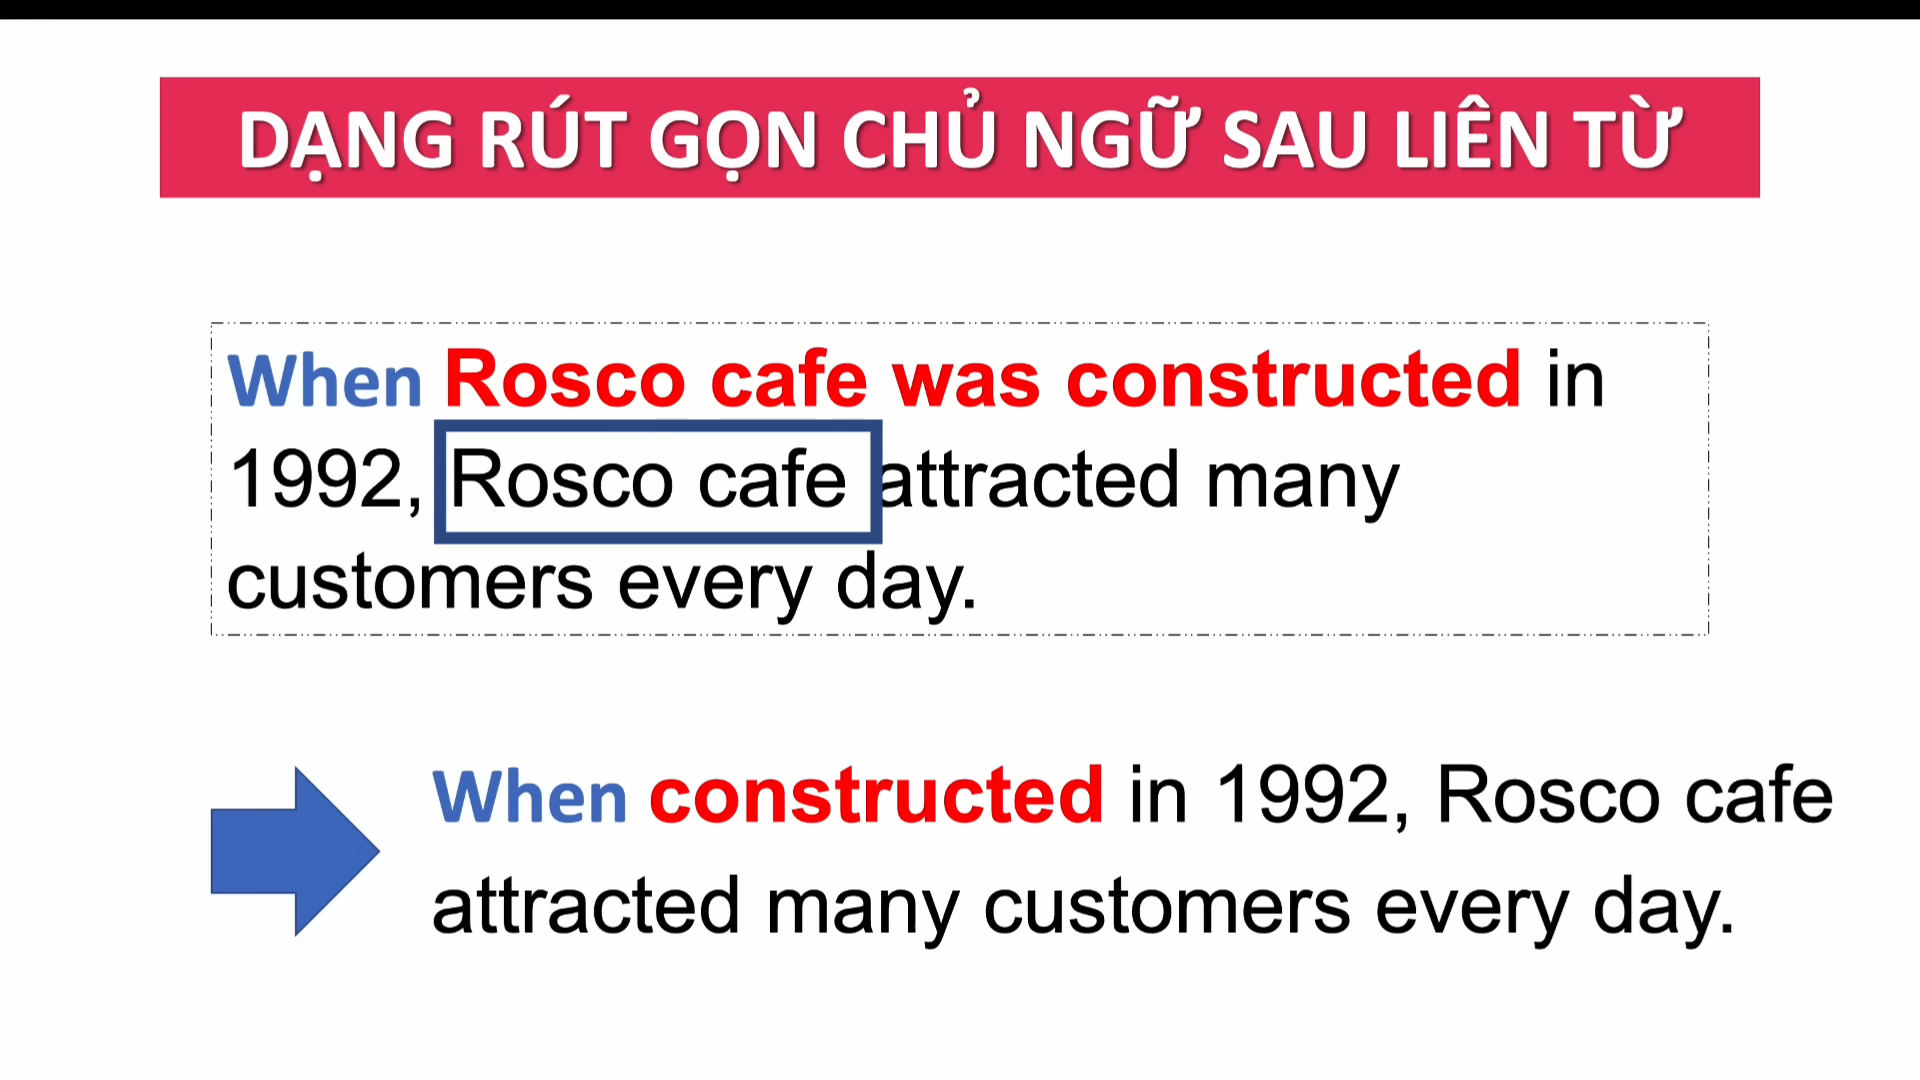 DẠNG RÚT GỌN CHỦ NGỮ SAU LIÊN TỪ
When Rosco cafe was constructed in
1992, Rosco cafe attracted many
customers every day.
When constructed in 1992, Rosco cafe
attracted many customers every day.